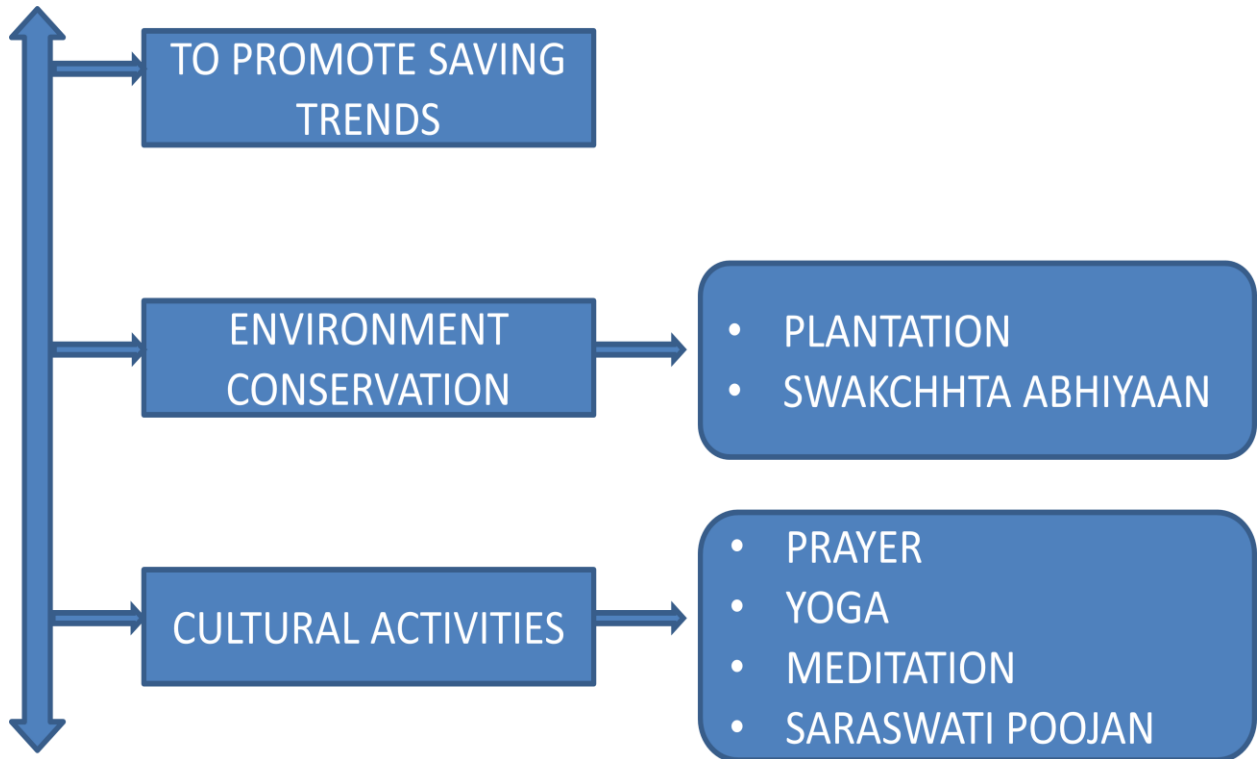 TO PROMOTE SAVING
TRENDS
ENVIRONMENT
CONSERVATION
• PLANTATION
• SWAKCHHTA ABHIYAAN
CULTURAL ACTIVITIES
• PRAYER
• YOGA
• MEDITATION
• SARASWATI POOJAN